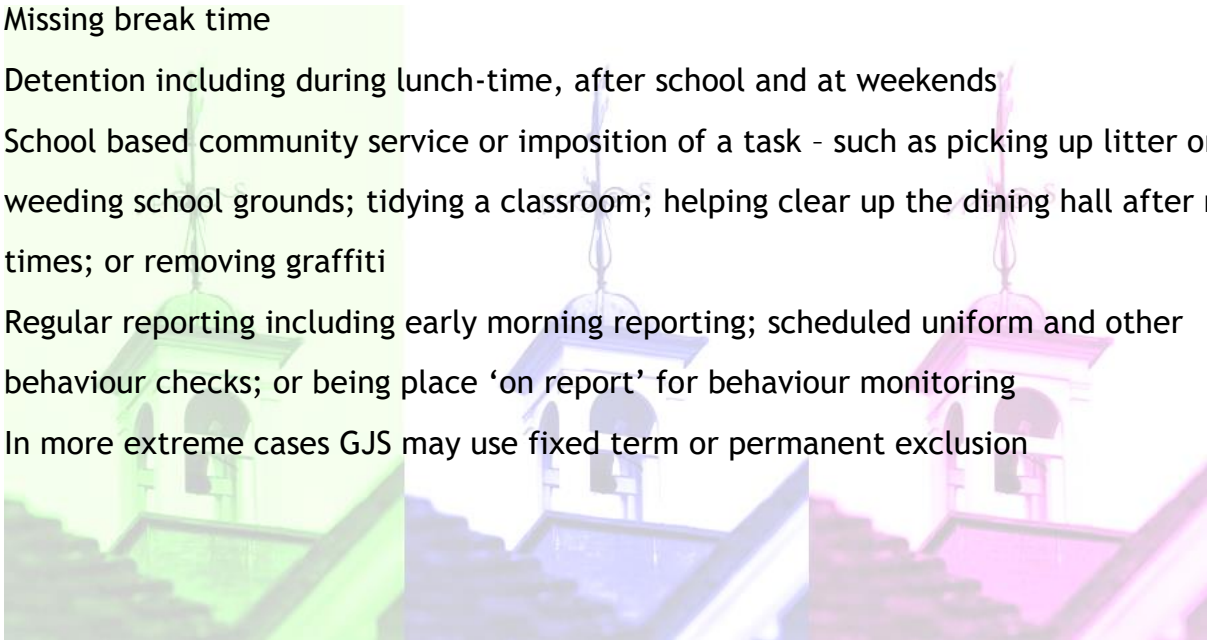 Missing break time
Detention including during lunch-time, after school and at weekends
School based community service or imposition of a task – such as picking up litter or
weeding school grounds; tidying a classroom; helping clear up the dining hall after
times; or removing graffiti
Regular reporting including early morning reporting; scheduled uniform and other
behaviour checks; or being place ‘on report’ for behaviour monitoring
In more extreme cases GJS may use fixed term or permanent exclusion